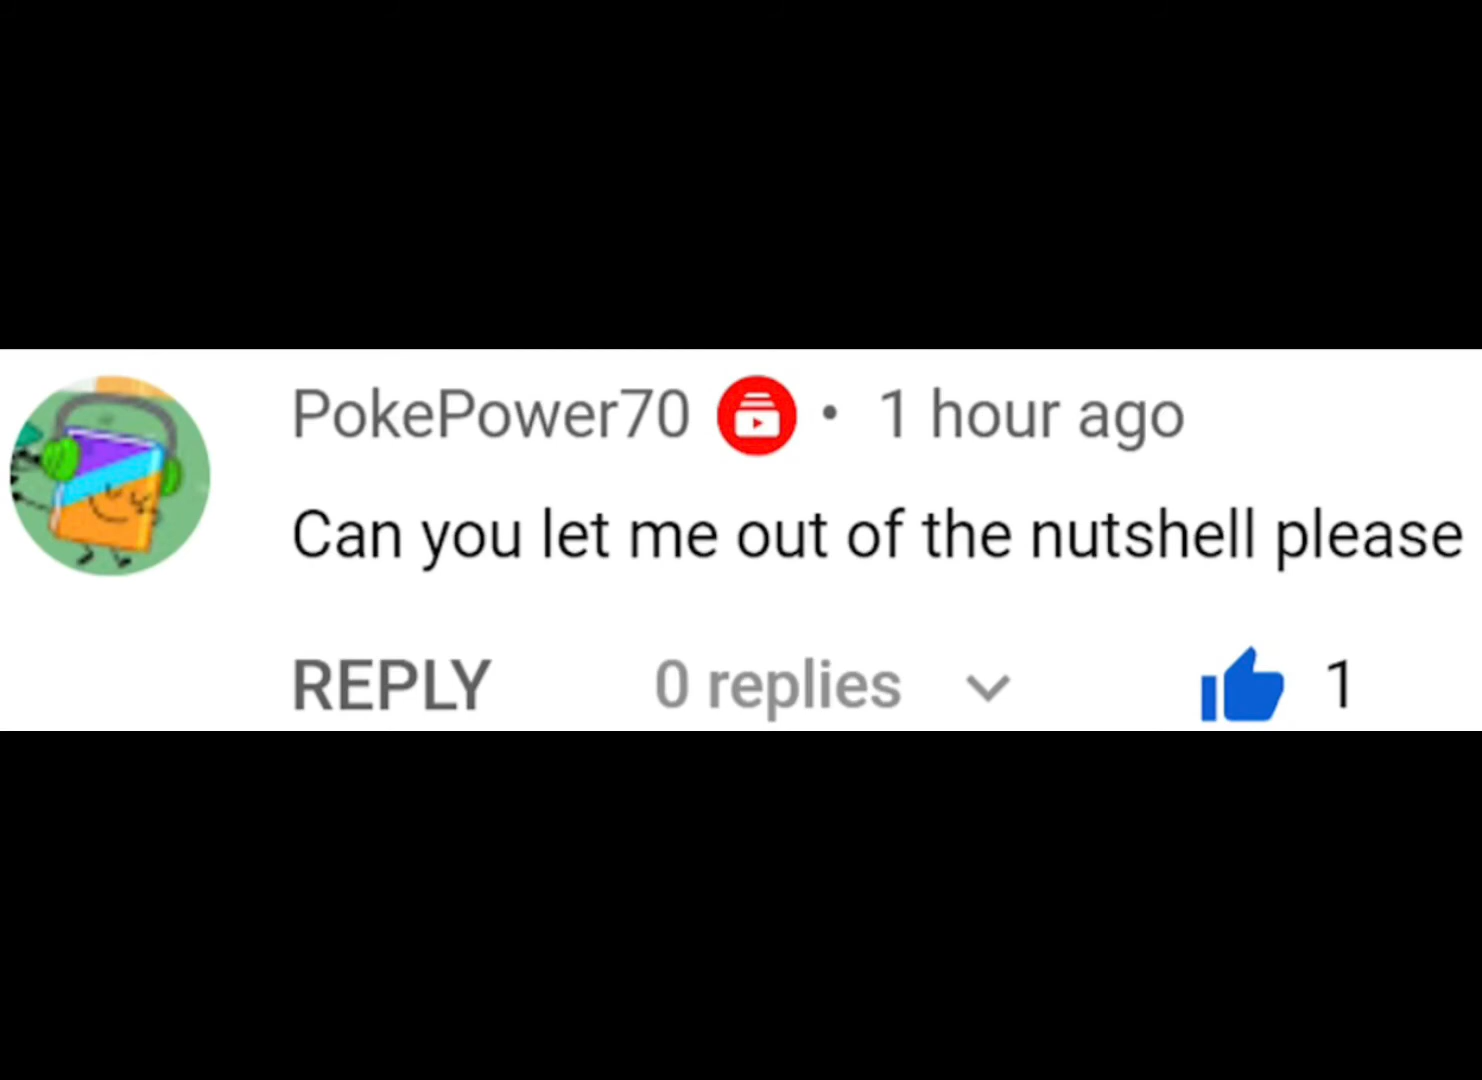 PokePower70 • 1 hour ago
Can you let me out of the nutshell please
REPLY 0 replies 1